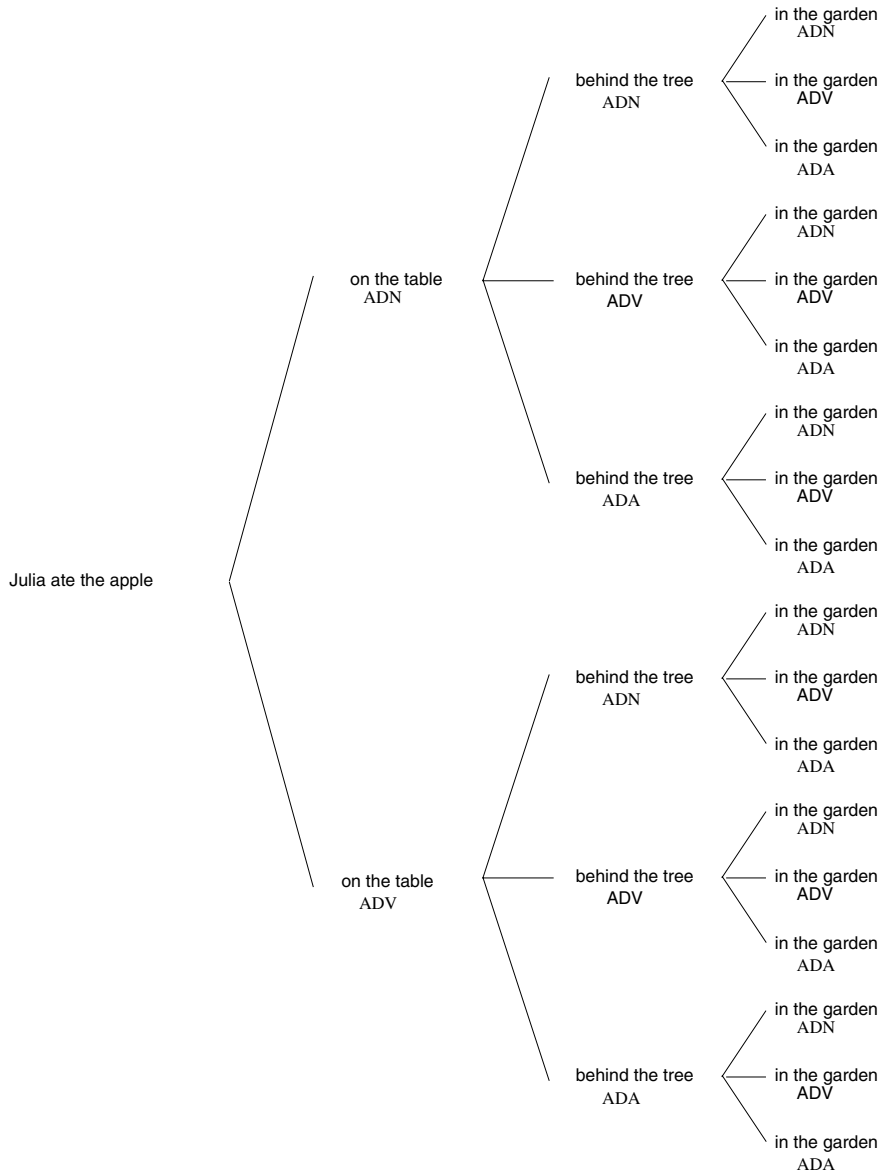 in the garden
ADN
behind the tree
ADN
in the garden
ADV
in the garden
ADA
in the garden
ADN
on the table
ADN
behind the tree
ADV
in the garden
ADV
in the garden
ADA
in the garden
ADN
behind the tree
ADA
in the garden
ADV
in the garden
ADA
Julia ate the apple
in the garden
ADN
behind the tree
ADN
in the garden
ADV
in the garden
ADA
in the garden
ADN
on the table
ADV
behind the tree
ADV
in the garden
ADV
in the garden
ADA
in the garden
ADN
behind the tree
ADA
in the garden
ADV
in the garden
ADA